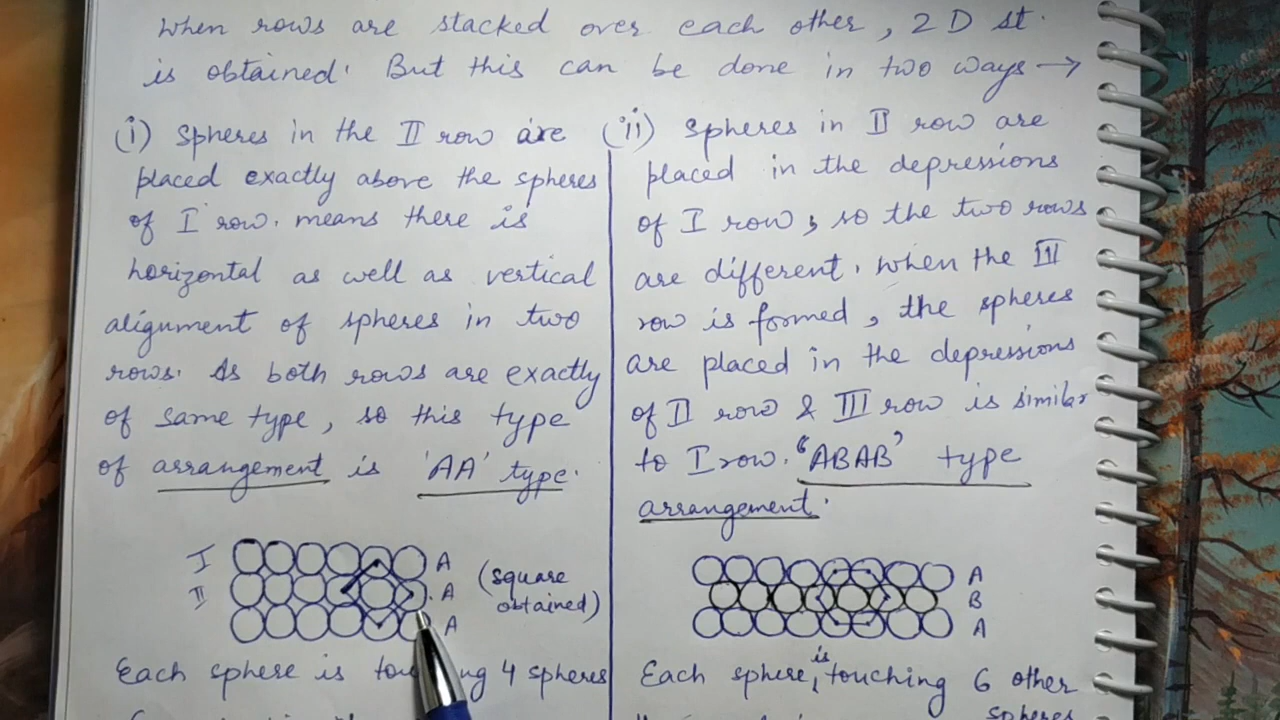 When rows are stacked over each other, 2 D st.
is obtained. But this can be done in two ways →
(i) Spheres in the II row are
placed exactly above the spheres
of I row. means there is
horizontal as well as vertical
alignment of spheres in two
rows. As both rows are exactly
of same type, so this type
of arrangement is 'AA' type.
I A
II A
A
(square
obtained)
Each sphere is ng 4 spheres
(ii) Spheres in II row are
placed in the depressions
of I row, so the two rows
are different. When the III
row is formed, the spheres
are placed in the depressions
of II row & III row is similar
to I row. "ABAB" type
arrangement.
A
B
A
Each sphere is touching 6 other
spheres